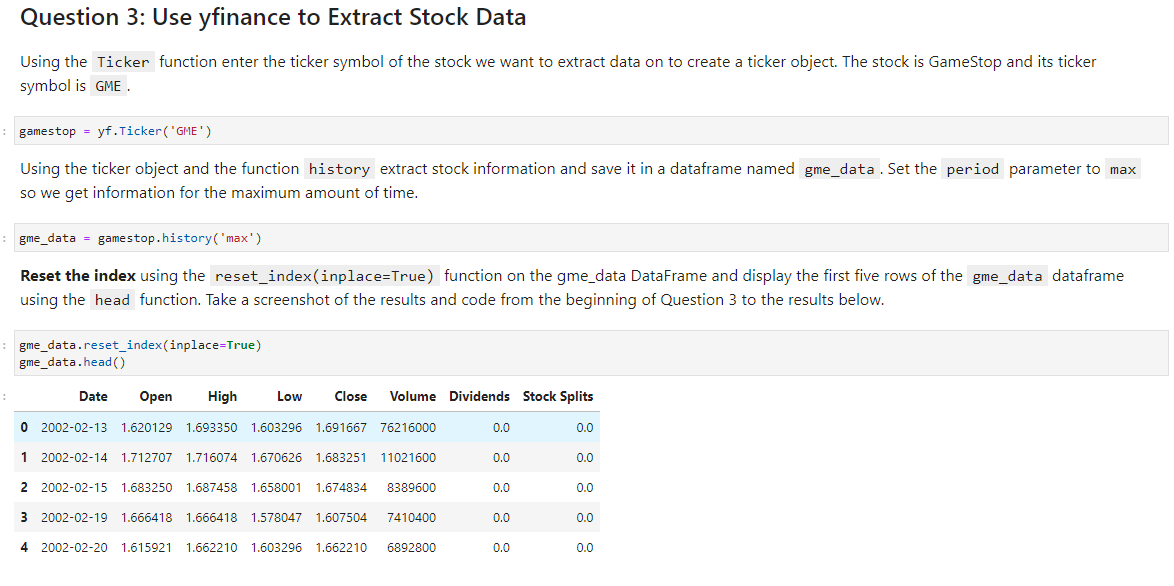 Question 3: Use yfinance to Extract Stock Data
Using the Ticker function enter the ticker symbol of the stock we want to extract data on to create a ticker object. The stock is GameStop and its ticker
symbol is GME .
: gamestop = yf.Ticker('GME')
Using the ticker object and the function history extract stock information and save it in a dataframe named gme_data . Set the period parameter to max
so we get information for the maximum amount of time.
: gme_data = gamestop.history('max')
Reset the index using the reset_index(inplace=True) function on the gme_data DataFrame and display the first five rows of the gme_data dataframe
using the head function. Take a screenshot of the results and code from the beginning of Question 3 to the results below.
: gme_data.reset_index(inplace=True)
gme_data.head()
: Date Open High Low Close Volume Dividends Stock Splits
0 2002-02-13 1.620129 1.693350 1.603296 1.691667 76216000 0.0 0.0
1 2002-02-14 1.712707 1.716074 1.670626 1.683251 11021600 0.0 0.0
2 2002-02-15 1.683250 1.687458 1.658001 1.674834 8389600 0.0 0.0
3 2002-02-19 1.666418 1.666418 1.578047 1.607504 7410400 0.0 0.0
4 2002-02-20 1.615921 1.662210 1.603296 1.662210 6892800 0.0 0.0